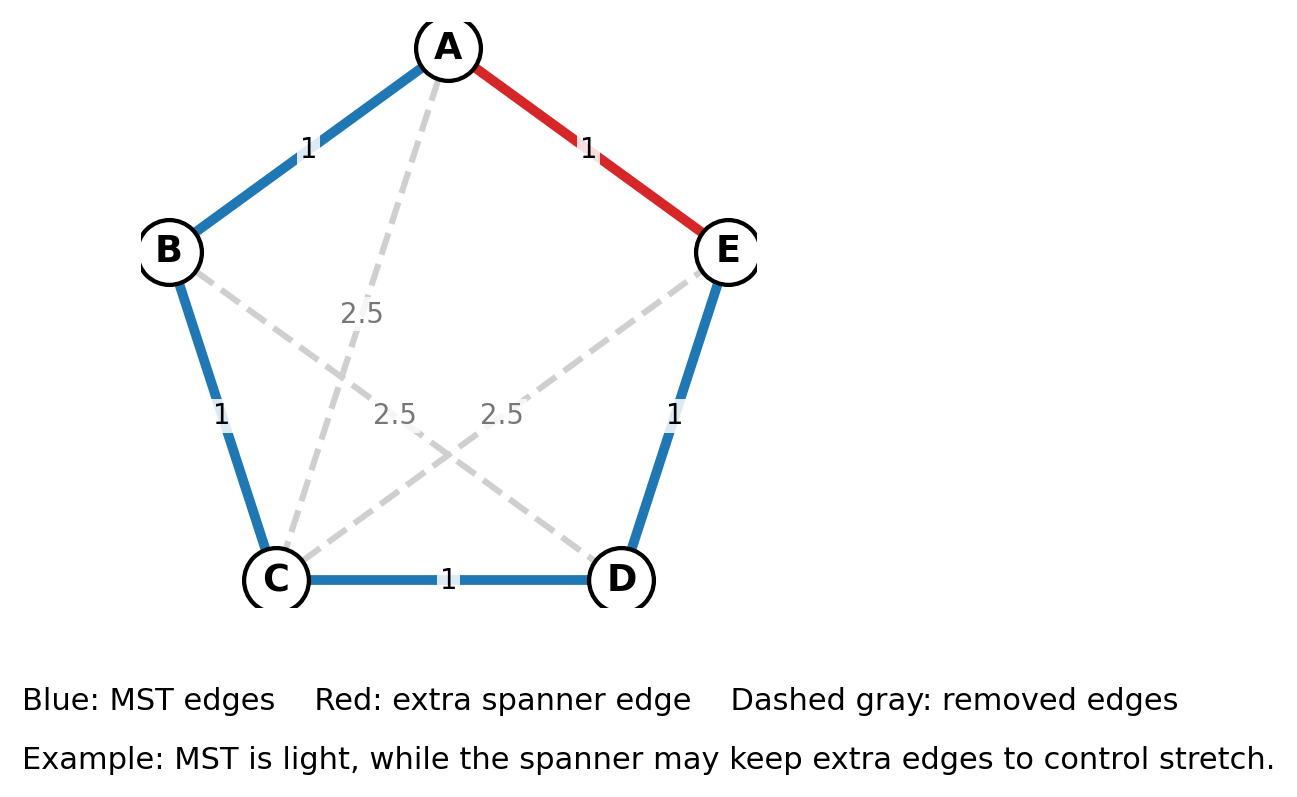 A
1
1
B
E
2.5
1
2.5
2.5
1
C
1
D
Blue: MST edges Red: extra spanner edge Dashed gray: removed edges
Example: MST is light, while the spanner may keep extra edges to control stretch.